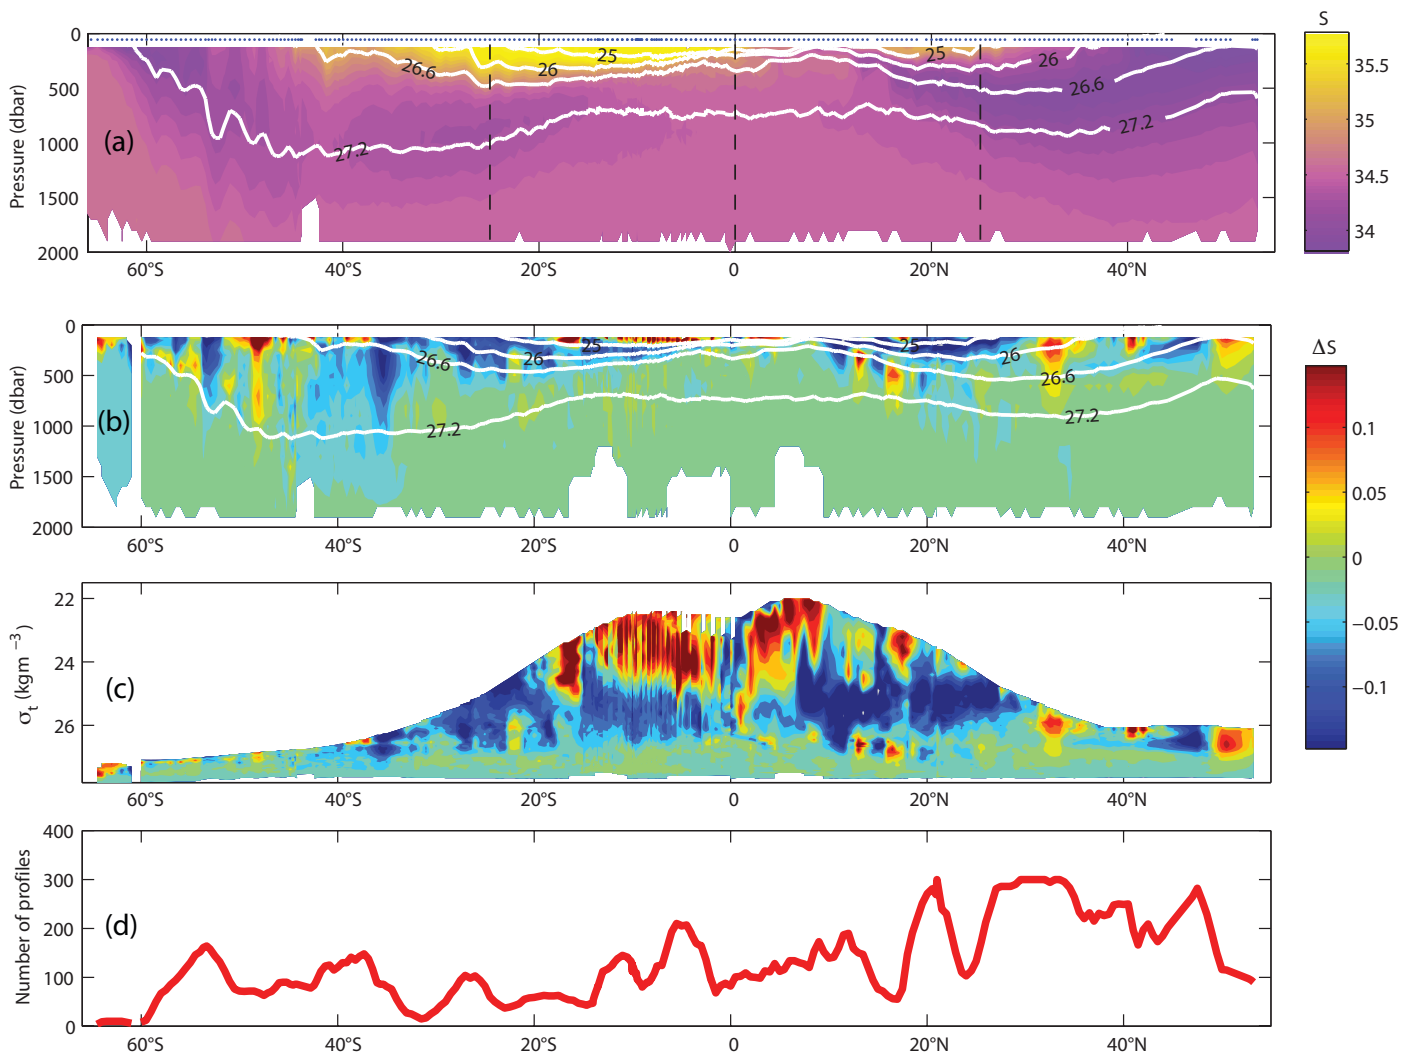 S
0
500
1000
1500
2000
Pressure (dbar)
(a)
26.6
26
25
25
26
26.6
27.2
27.2
35.5
35
34.5
34
60°S
40°S
20°S
0
20°N
40°N
0
500
1000
1500
2000
Pressure (dbar)
(b)
26.6
26
25
25
26
26.6
27.2
27.2
ΔS
0.1
0.05
0
−0.05
−0.1
60°S
40°S
20°S
0
20°N
40°N
22
24
26
σt (kgm −3)
(c)
60°S
40°S
20°S
0
20°N
40°N
400
300
200
100
0
Number of profiles
(d)
60°S
40°S
20°S
0
20°N
40°N